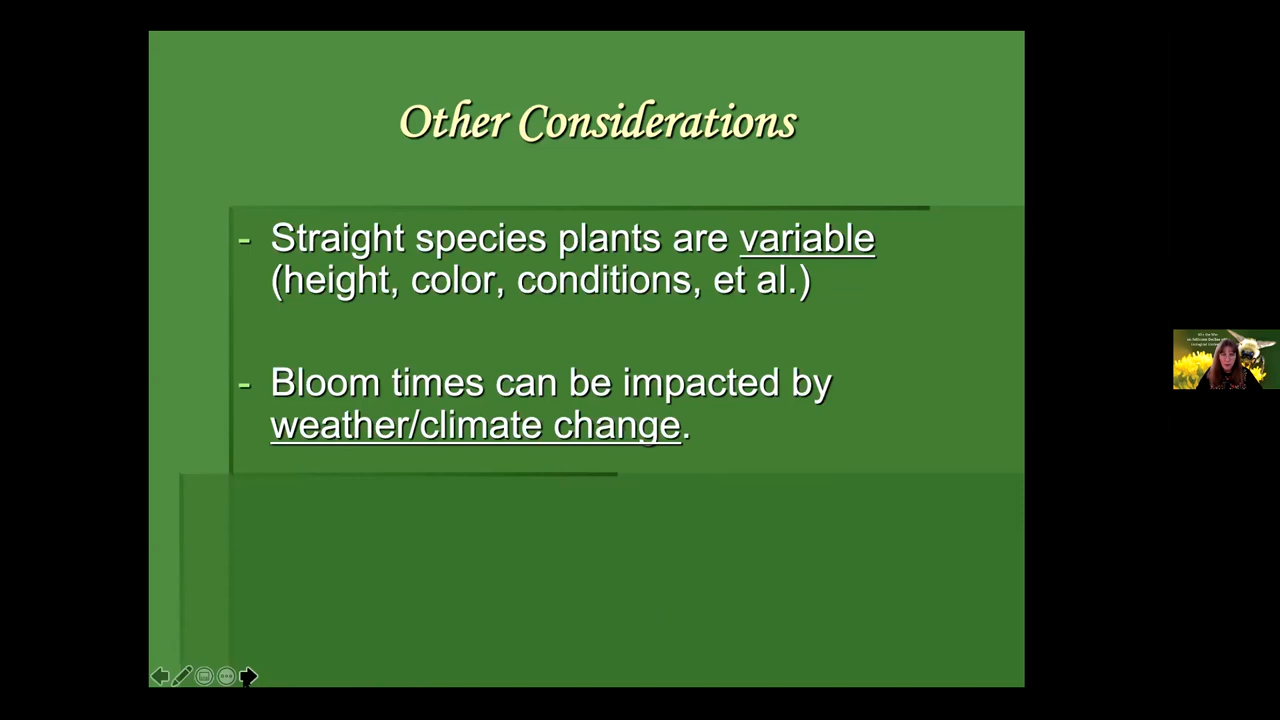 Other Considerations
- Straight species plants are variable
(height, color, conditions, et al.)
- Bloom times can be impacted by
weather/climate change.